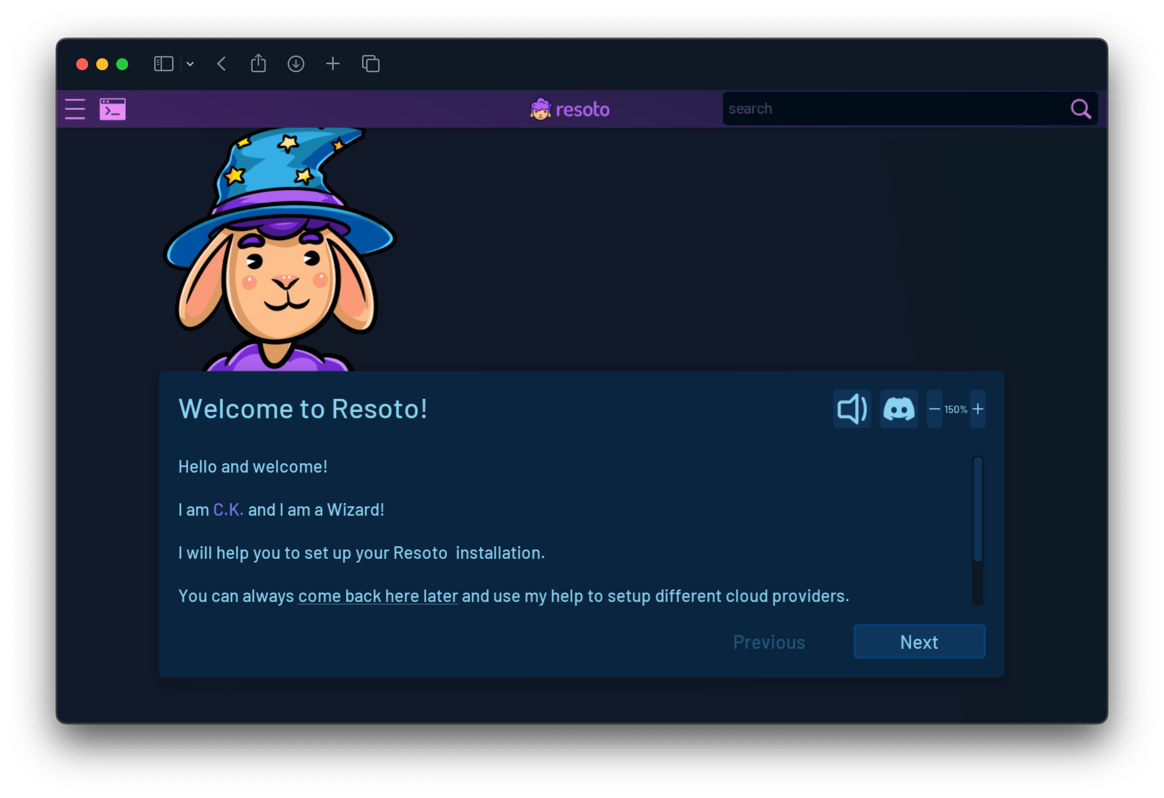 resoto
search
Welcome to Resoto!
150%
Hello and welcome!
I am C.K. and I am a Wizard!
I will help you to set up your Resoto installation.
You can always come back here later and use my help to setup different cloud providers.
Previous
Next